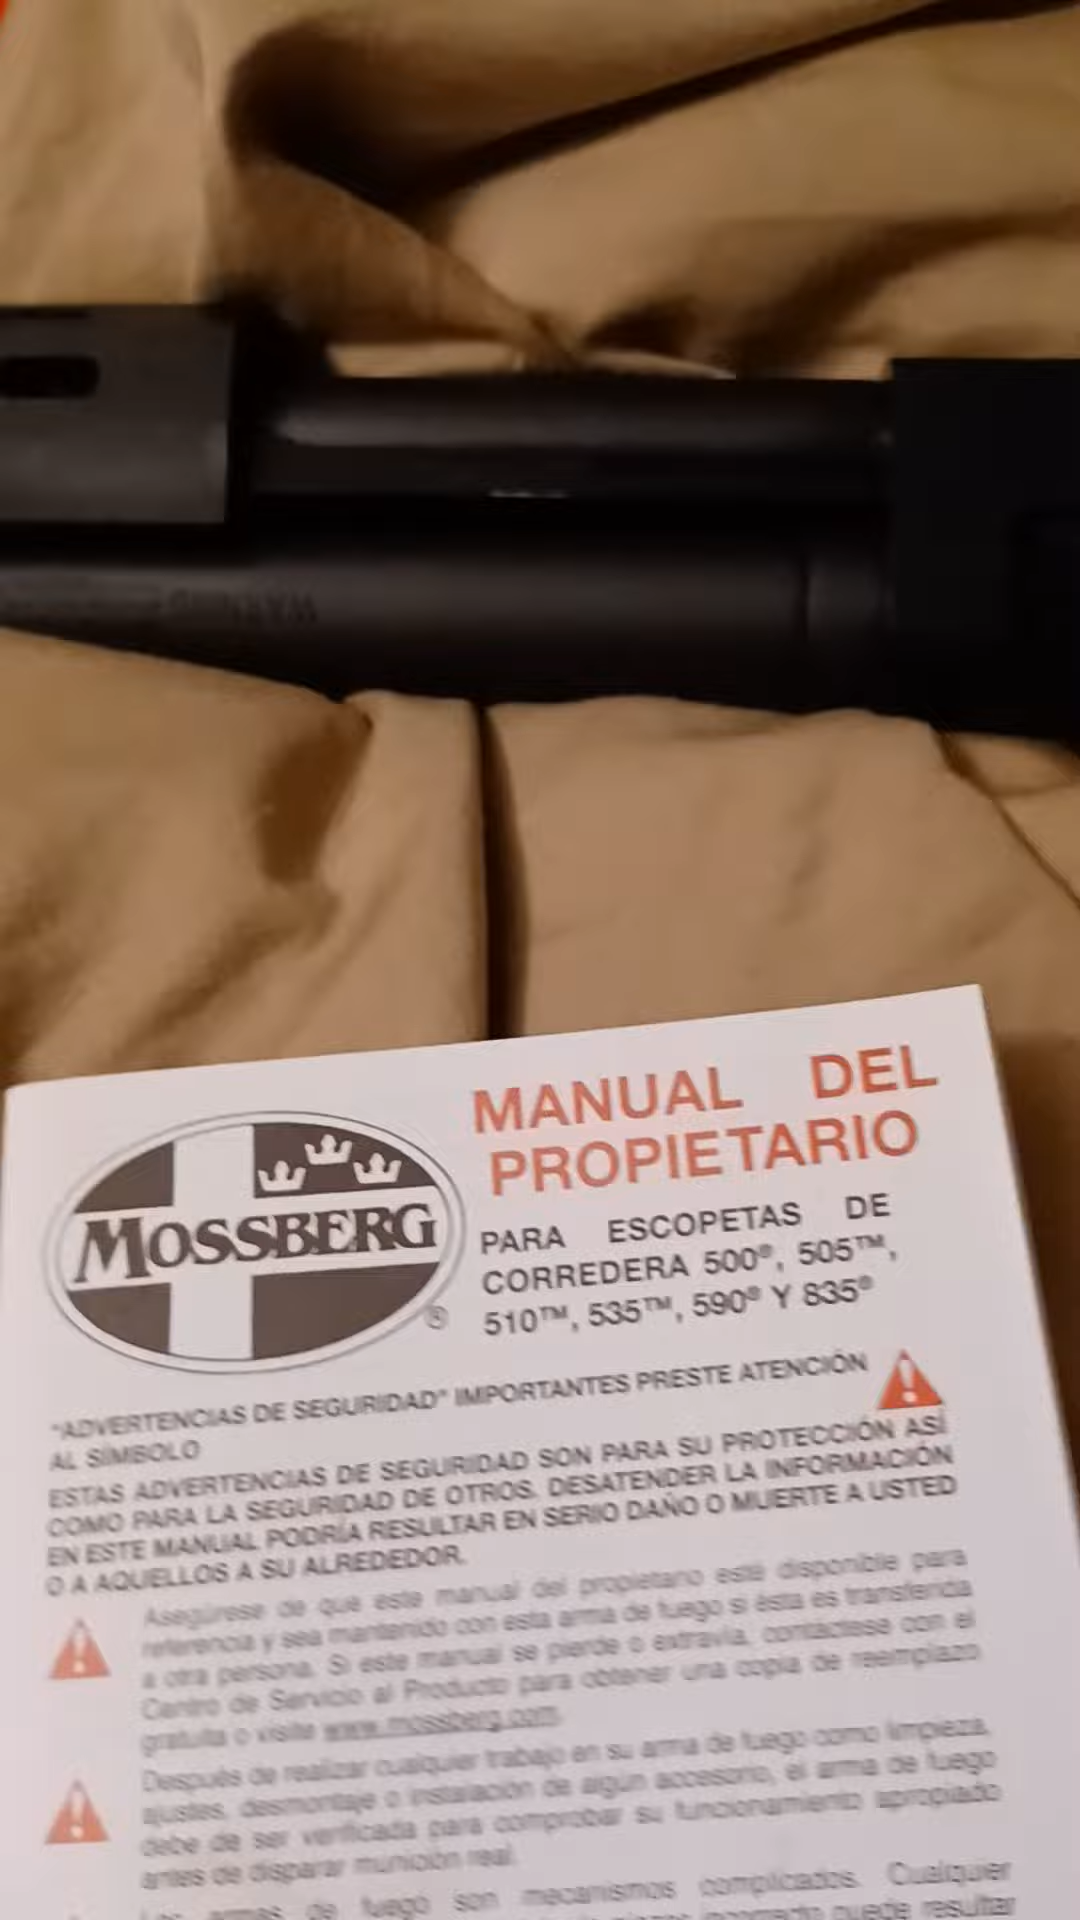 MOSSBERG
®
MANUAL DEL
PROPIETARIO
PARA ESCOPETAS DE
CORREDERA 500®, 505™,
510™, 535™, 590® Y 835®
"ADVERTENCIAS DE SEGURIDAD" IMPORTANTES PRESTE ATENCIÓN
AL SÍMBOLO
ESTAS ADVERTENCIAS DE SEGURIDAD SON PARA SU PROTECCIÓN ASÍ
COMO PARA LA SEGURIDAD DE OTROS. DESATENDER LA INFORMACIÓN
EN ESTE MANUAL PODRÍA RESULTAR EN SERIO DAÑO O MUERTE A USTED
O A AQUELLOS A SU ALREDEDOR.
Asegúrese de que este manual del propietario esté disponible para
referencia y sea mantenido con esta arma de fuego si ésta es transferida
a otra persona. Si este manual se pierde o extravía, contáctese con el
Centro de Servicio al Producto para obtener una copia de reemplazo
gratuita o visite www.mossberg.com.
Después de realizar cualquier trabajo en su arma de fuego como limpieza,
ajustes, desmontaje o instalación de algún accesorio, el arma de fuego
debe de ser verificada para comprobar su funcionamiento apropiado
antes de disparar munición real.
Las armas de fuego son mecanismos complicados. Cualquier
incorrecto puede resultar